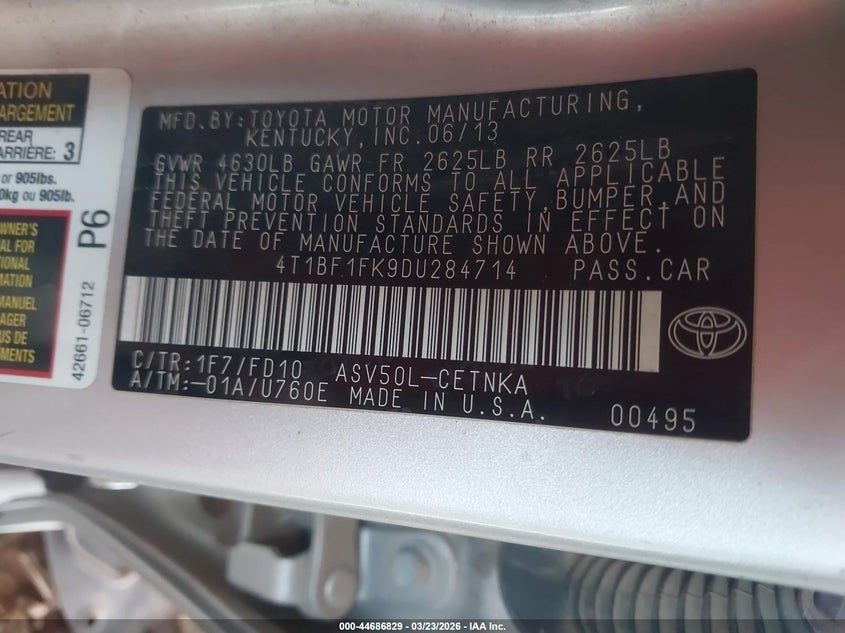 ATION
ARGEMENT
REAR
ARRIÈRE: 3
or 905lbs.
0kg ou 905lb.
OWNER'S
MANUEL
P6
42661-06712
MFD.BY:TOYOTA MOTOR MANUFACTURING,
KENTUCKY,INC.06/13
GVWR 4630LB GAWR FR 2625LB RR 2625LB
THIS VEHICLE CONFORMS TO ALL APPLICABLE
FEDERAL MOTOR VEHICLE SAFETY,BUMPER,AND
THEFT PREVENTION STANDARDS IN EFFECT ON
THE DATE OF MANUFACTURE SHOWN ABOVE.
4T1BF1FK9DU284714 PASS.CAR
C/TR:1F7/FD10 ASV50L-CETNKA
A/TM:-01A/U760E MADE IN U.S.A.
00495
000-44686829 - 03/23/2026 - IAA Inc.